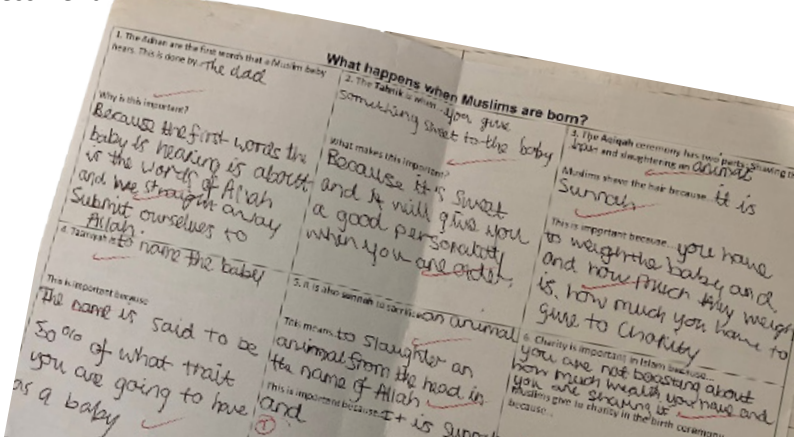 What happens when Muslims are born?
1. The Adhan are the first words that a Muslim baby
hears. This is done by the dad
Why is this important?
Because the first words the
baby is hearing is about
is the words of Allah
and we straight away
Submit ourselves to
Allah.
2. The Tahnik is when you give
something sweet to the baby
What makes this important?
Because it is sweet
and it will give you
a good personality
when you are older.
3. The Aqiqah ceremony has two parts: Shaving th
hair and slaughtering an animal
Muslims shave the hair because... it is
Sunnah
This is important because... you have
to weigh the baby and
and how much they weigh
is how much you have to
give to charity
4. Tasmiyah is to name the baby
This is important because
The name is said to be
50% of what trait
you are going to have
as a baby
5. It is also sunnah to sacrifice an animal
This means to slaughter an
animal from the head in
the name of Allah
and
This is important because It is
6. Charity is important in Islam because...
you are not boasting about
how much wealth you have and
you are sharing it
Muslims give to charity in the birth ceremony
because...